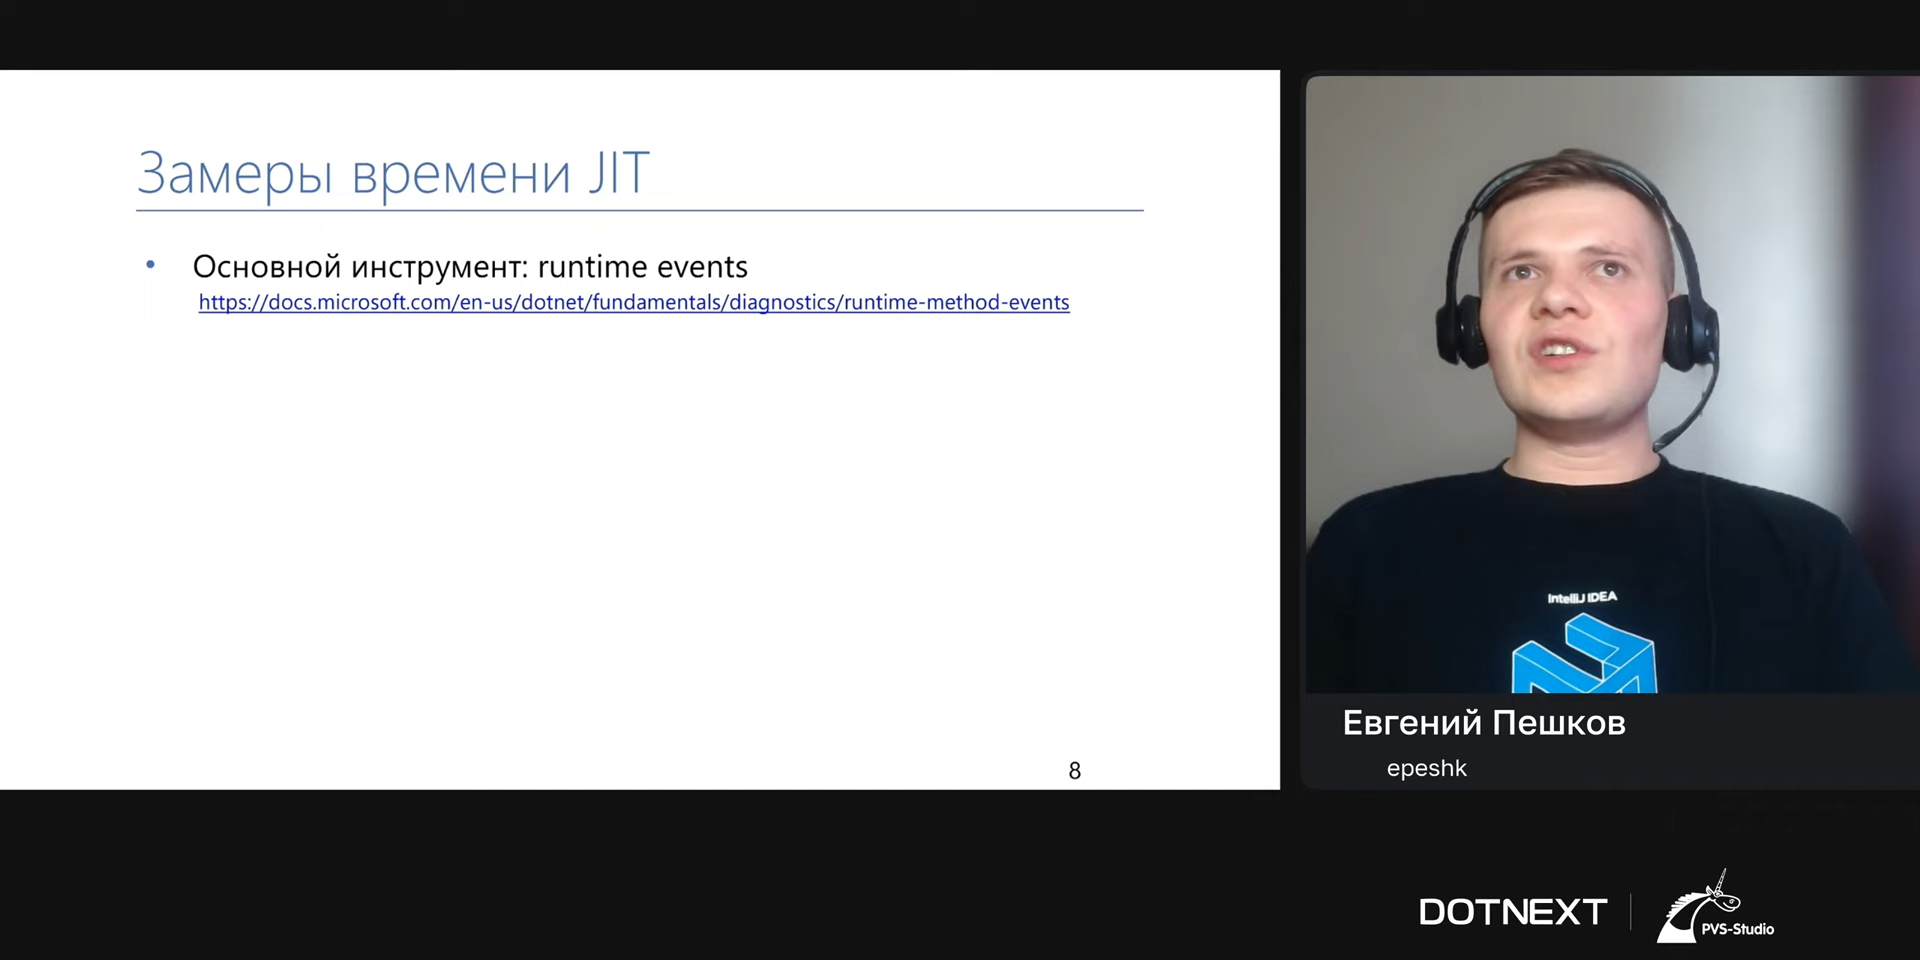 Замеры времени JIT
• Основной инструмент: runtime events
https://docs.microsoft.com/en-us/dotnet/fundamentals/diagnostics/runtime-method-events
8
IntelliJ IDEA
Евгений Пешков
epeshk
DOTNEXT
PVS-Studio